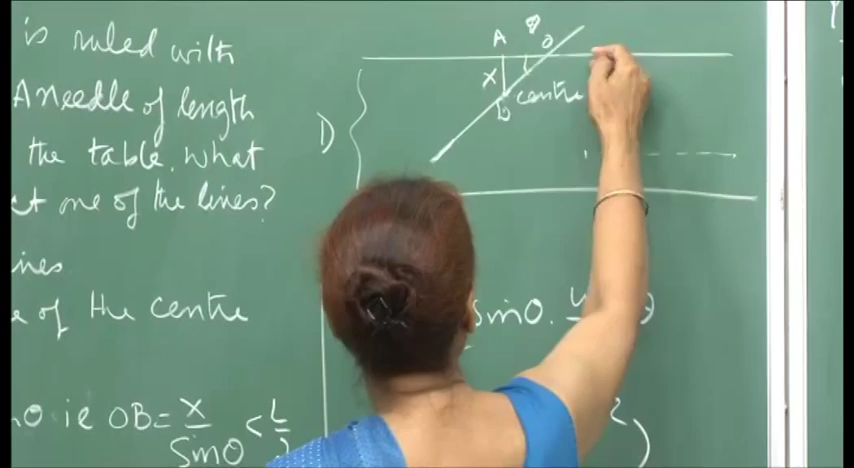 is ruled with
A Needle of length
the table. what
ct one of the lines?
ines
e of the centre
inθ ie OB = x/sinθ < L/2
A θ O
x centre
b
D
sinθ.